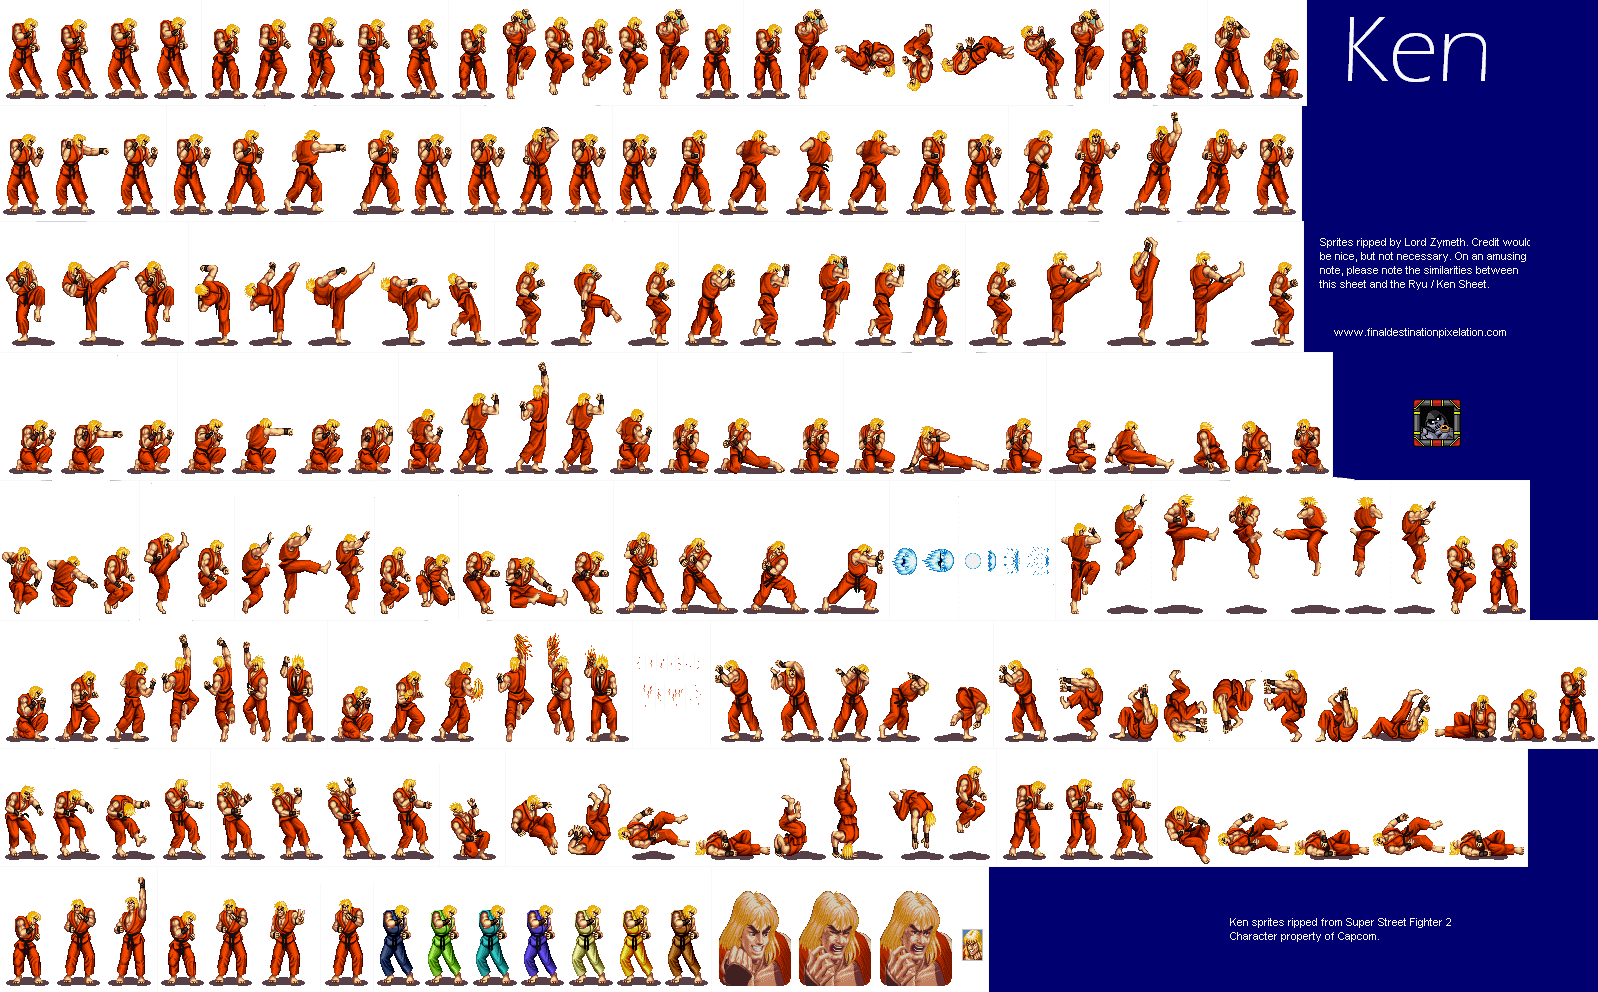 Ken
Sprites ripped by Lord Zymeth. Credit would
be nice, but not necessary. On an amusing
note, please note the similarities between
this sheet and the Ryu / Ken Sheet.
www.finaldestinationpixelation.com
Ken sprites ripped from Super Street Fighter 2
Character property of Capcom.